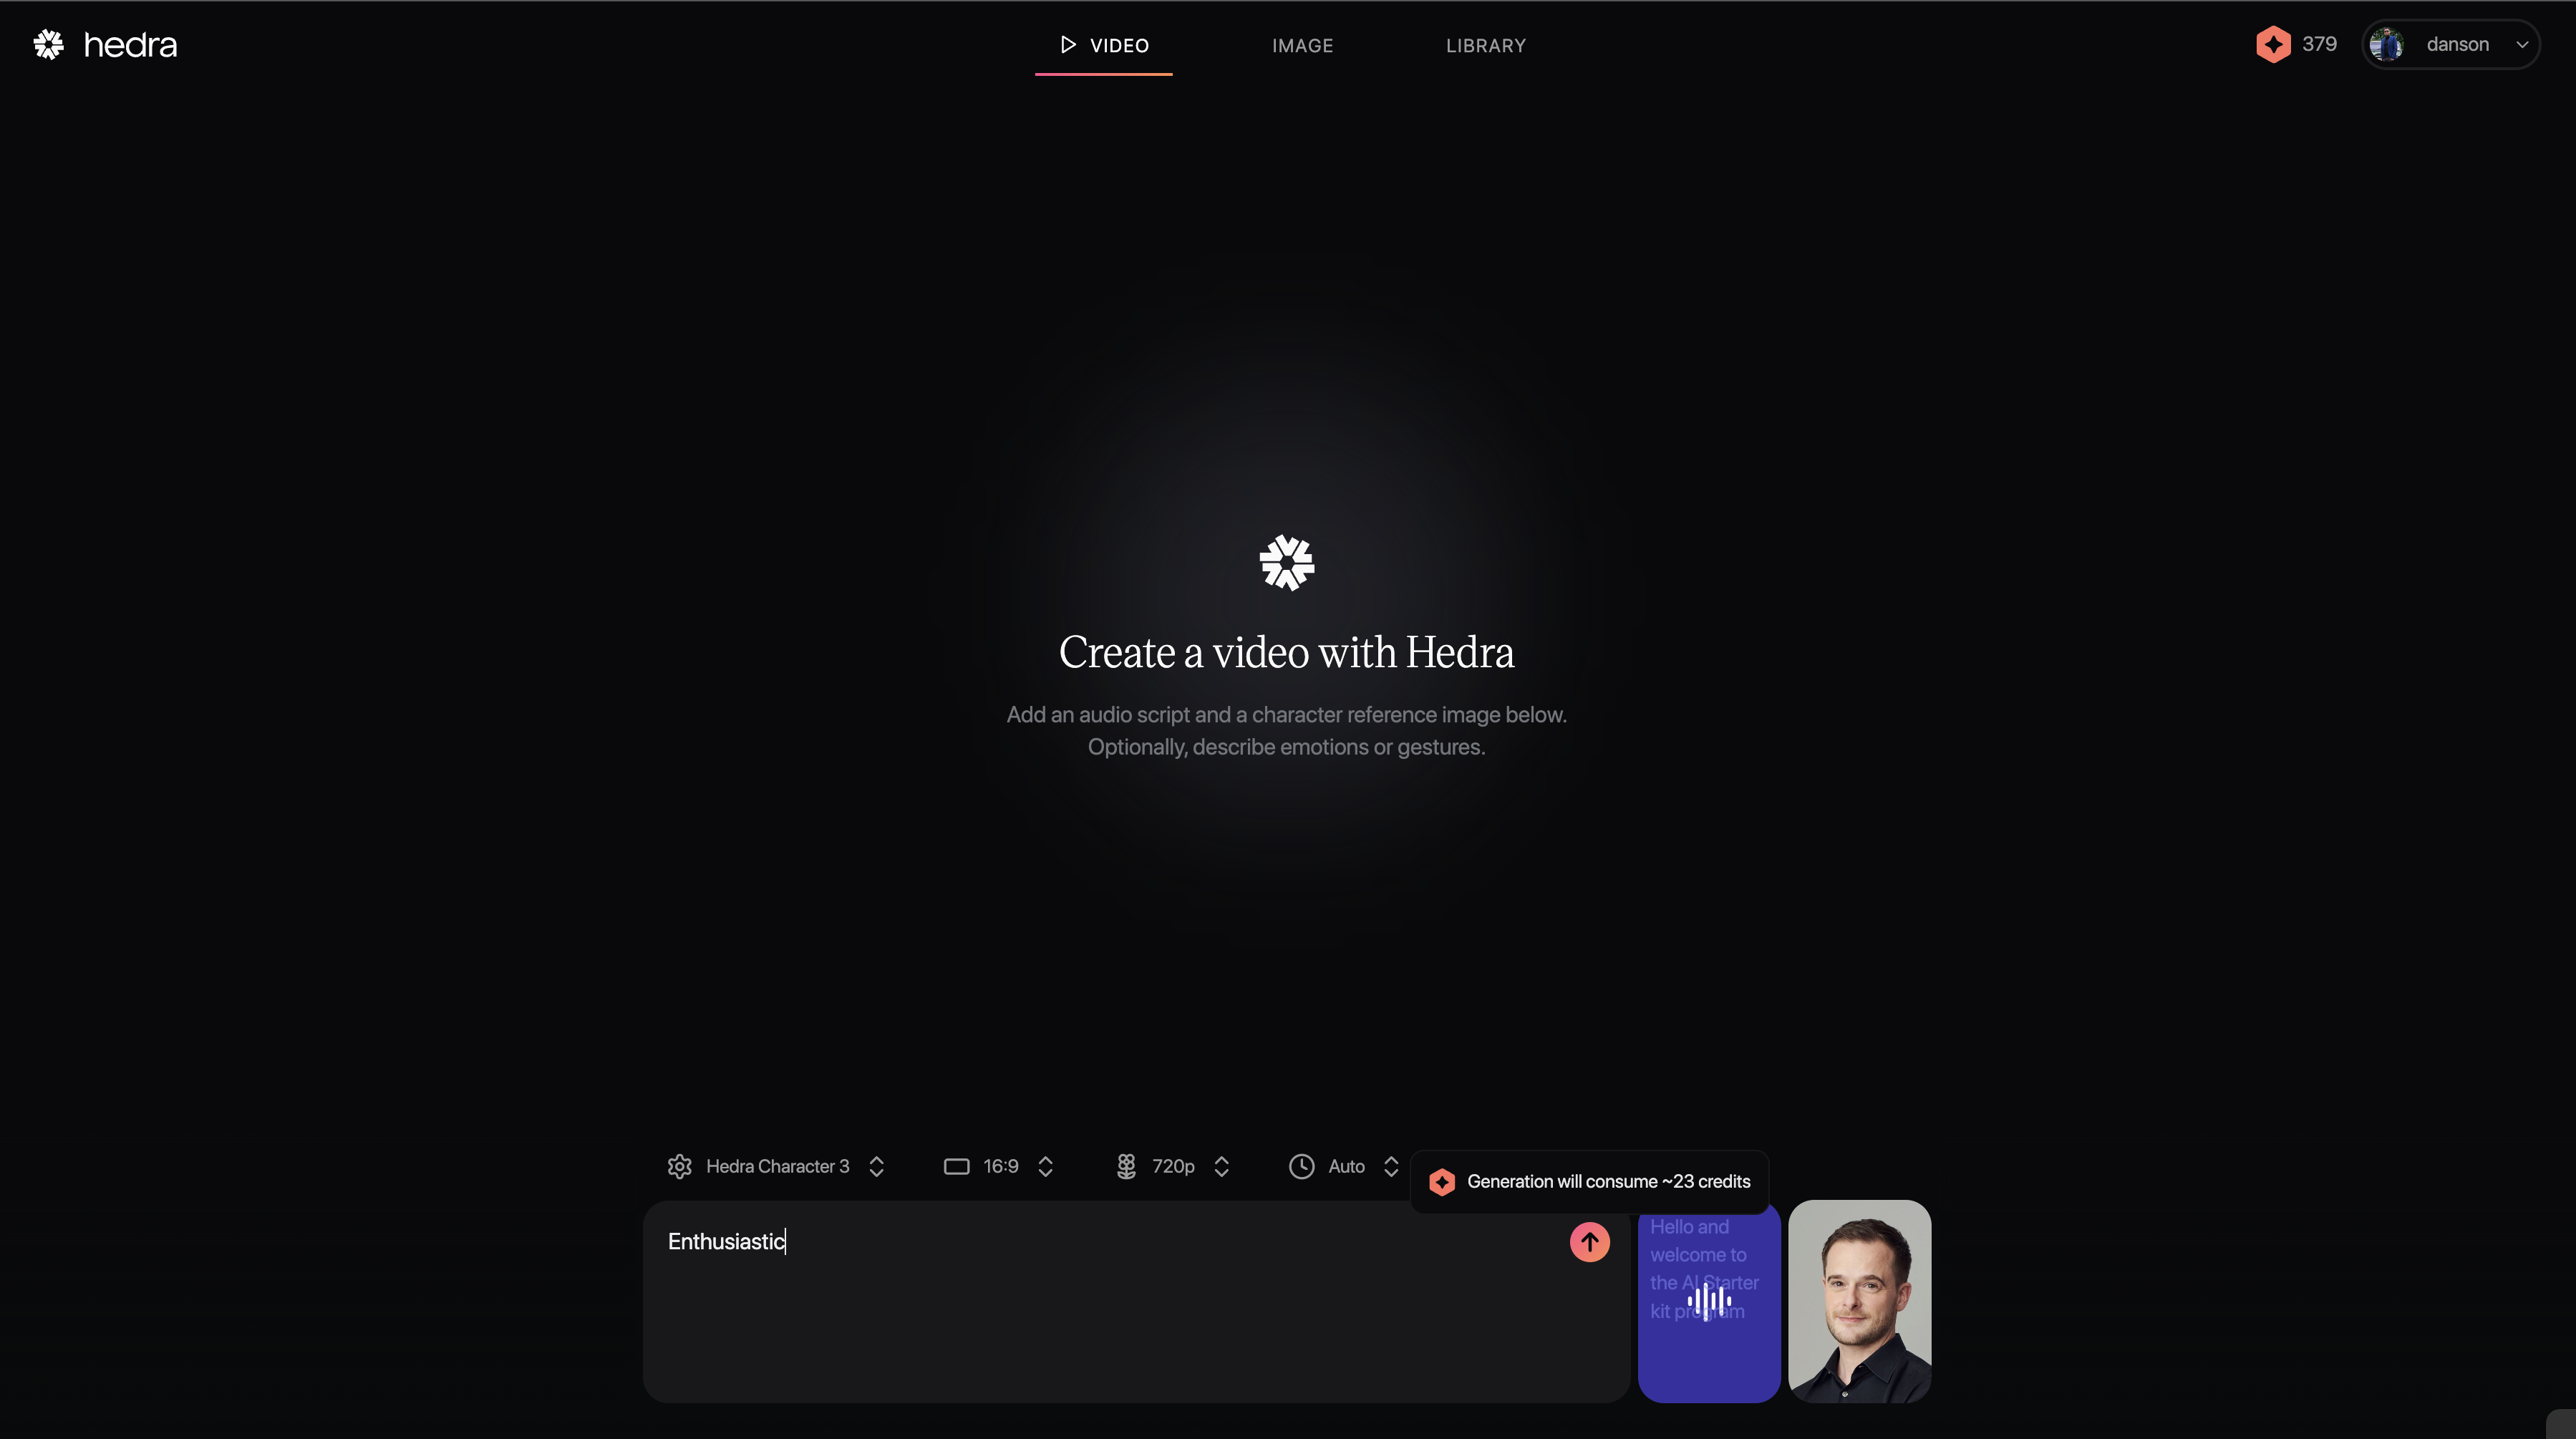 hedra
VIDEO
IMAGE
LIBRARY
379
danson
Create a video with Hedra
Add an audio script and a character reference image below.
Optionally, describe emotions or gestures.
Hedra Character 3
16:9
720p
Auto
Generation will consume ~23 credits
Enthusiastic
Hello and
welcome to
the AI Starter
kit program